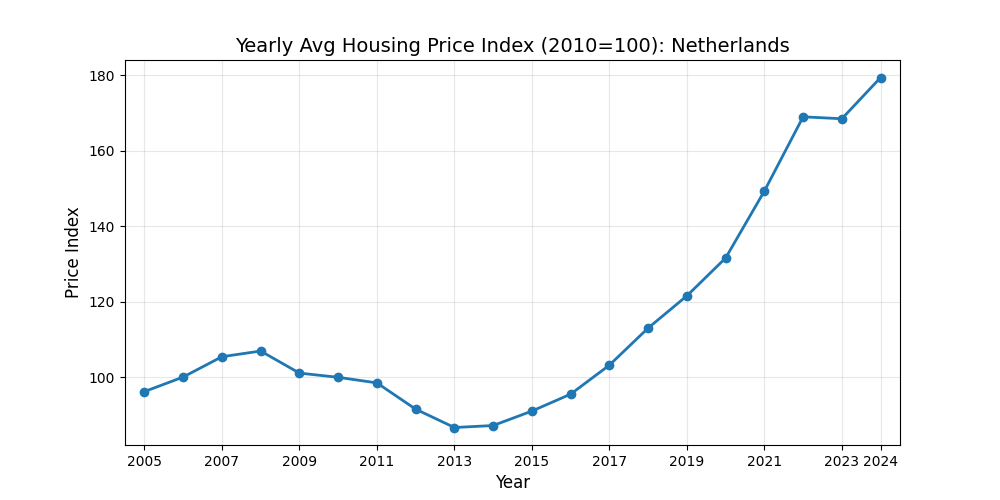 Yearly Avg Housing Price Index (2010=100): Netherlands
180
160
140
120
100
Price Index
2005 2007 2009 2011 2013 2015 2017 2019 2021 2023 2024
Year